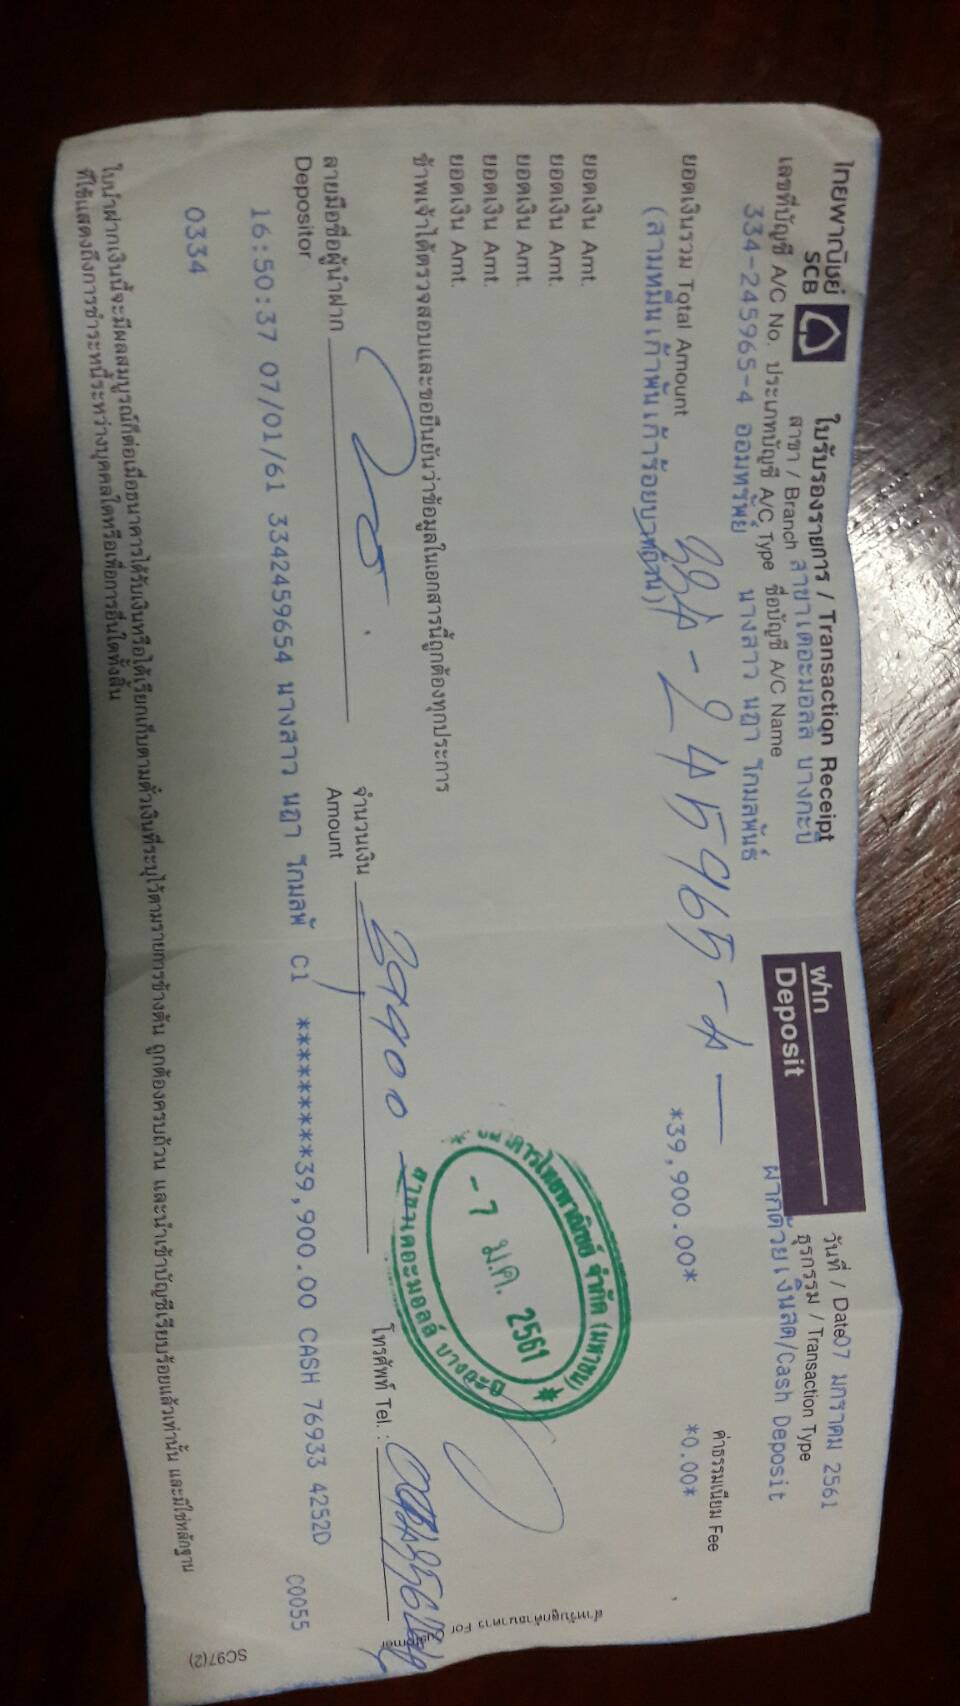 ไทยพาณิชย์
SCB
ใบรับรองรายการ / Transaction Receipt
ฝาก
Deposit
วันที่ / Date 07 มกราคม 2561
สาขา / Branch สาขาเดอะมอลล์ บางกะปิ
ธุรกรรม / Transaction Type
เลขที่บัญชี A/C No. ประเภทบัญชี A/C Type ชื่อบัญชี A/C Name
ฝากด้วยเงินสด/Cash Deposit
334-245965-4 ออมทรัพย์ นางสาว นฎา โกมลพันธ์
334-245965-4
ค่าธรรมเนียม Fee
ยอดเงินรวม Total Amount
*39,900.00*
*0.00*
(สามหมื่นเก้าพันเก้าร้อยบาทถ้วน)
ยอดเงิน Amt.
ยอดเงิน Amt.
ยอดเงิน Amt.
ยอดเงิน Amt.
ยอดเงิน Amt.
ธนาคารไทยพาณิชย์ จำกัด (มหาชน)
-7 ม.ค. 2561
สาขาเดอะมอลล์ บางกะปิ
ข้าพเจ้าได้ตรวจสอบและขอยืนยันว่าข้อมูลในเอกสารนี้ถูกต้องทุกประการ
ลายมือชื่อผู้นำฝาก
Depositor
จำนวนเงิน 39,900
Amount
โทรศัพท์ Tel. :
16:50:37 07/01/61 3342459654 นางสาว นฎา โกมลพั C1 *********39,900.00 CASH 76933 4252D
C0055
0334
ใบนำฝากเงินนี้จะมีผลสมบูรณ์ก็ต่อเมื่อธนาคารได้รับเงินหรือได้เรียกเก็บตามตั๋วเงินที่ระบุไว้ตามรายการข้างต้น ถูกต้องครบถ้วน และนำเข้าบัญชีเรียบร้อยแล้วเท่านั้น และมิใช่หลักฐาน
ที่ใช้แสดงถึงการชำระหนี้ระหว่างบุคคลใดหรือเพื่อการอื่นใดทั้งสิ้น
สำหรับลูกค้าธนาคาร For Customer
SC97(2)